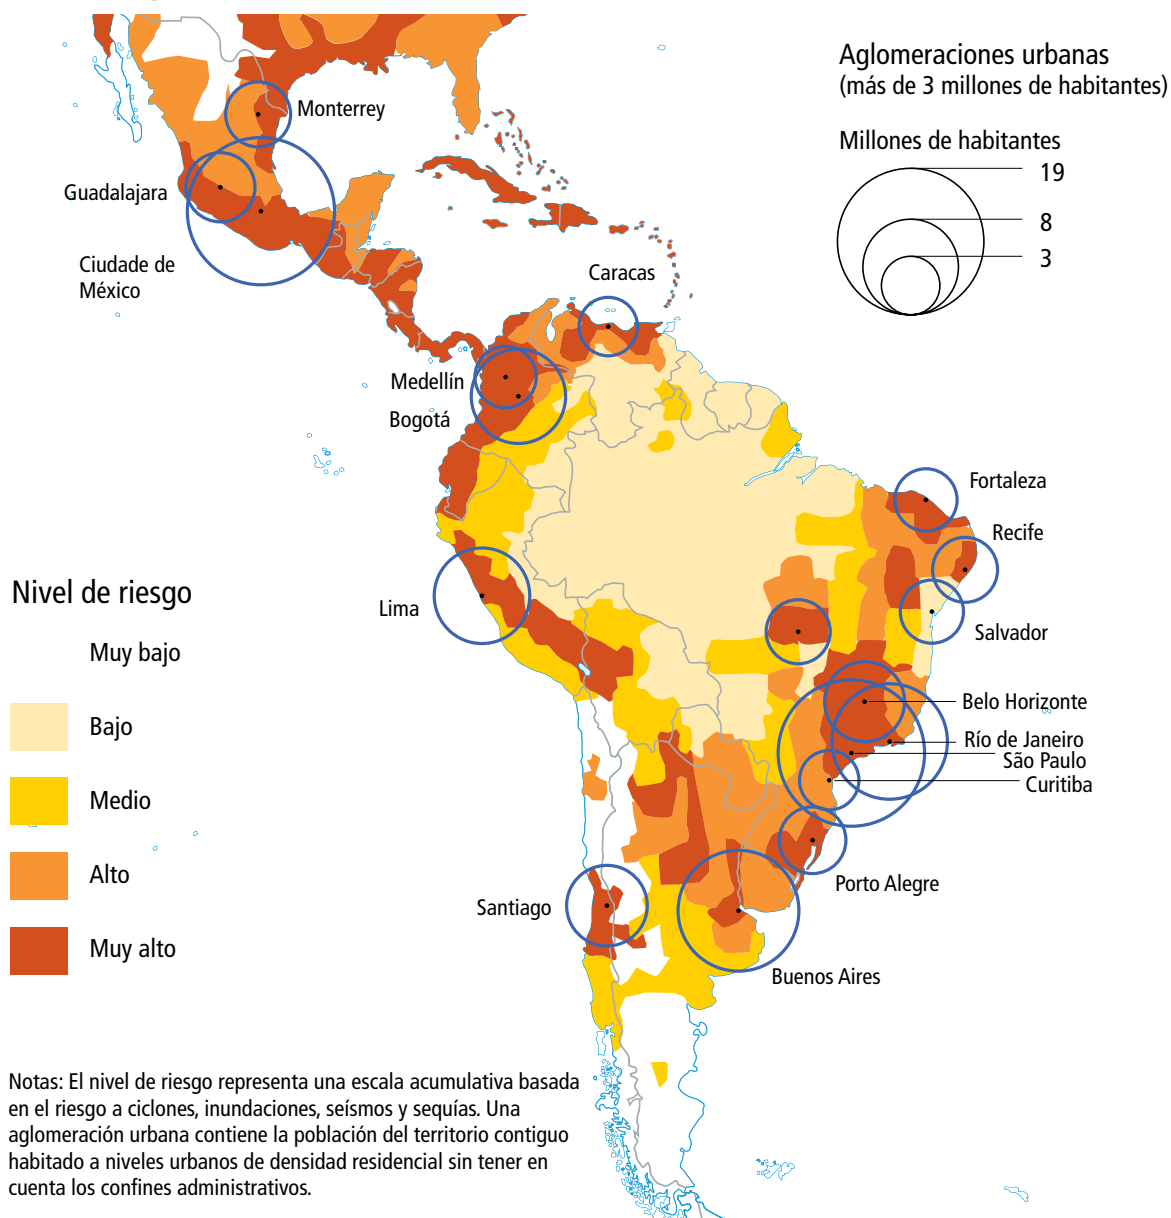 Aglomeraciones urbanas
(más de 3 millones de habitantes)
Millones de habitantes
19
8
3
Monterrey
Guadalajara
Ciudade de
México
Caracas
Medellín
Bogotá
Fortaleza
Recife
Lima
Salvador
Belo Horizonte
Río de Janeiro
São Paulo
Curitiba
Porto Alegre
Santiago
Buenos Aires
Nivel de riesgo
Muy bajo
Bajo
Medio
Alto
Muy alto
Notas: El nivel de riesgo representa una escala acumulativa basada
en el riesgo a ciclones, inundaciones, seísmos y sequías. Una
aglomeración urbana contiene la población del territorio contiguo
habitado a niveles urbanos de densidad residencial sin tener en
cuenta los confines administrativos.